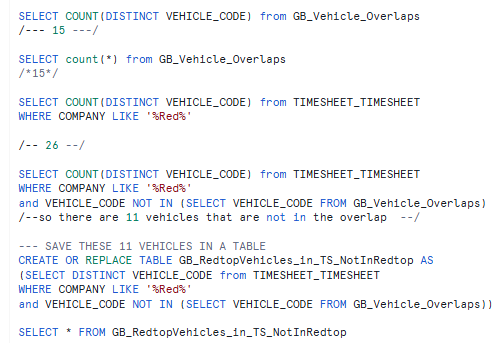 SELECT COUNT(DISTINCT VEHICLE_CODE) from GB_Vehicle_Overlaps
/--- 15 ---/
SELECT count(*) from GB_Vehicle_Overlaps
/*15*/
SELECT COUNT(DISTINCT VEHICLE_CODE) from TIMESHEET_TIMESHEET
WHERE COMPANY LIKE '%Red%'
/-- 26 --/
SELECT COUNT(DISTINCT VEHICLE_CODE) from TIMESHEET_TIMESHEET
WHERE COMPANY LIKE '%Red%'
and VEHICLE_CODE NOT IN (SELECT VEHICLE_CODE FROM GB_Vehicle_Overlaps)
/--so there are 11 vehicles that are not in the overlap --/
--- SAVE THESE 11 VEHICLES IN A TABLE
CREATE OR REPLACE TABLE GB_RedtopVehicles_in_TS_NotInRedtop AS
(SELECT DISTINCT VEHICLE_CODE from TIMESHEET_TIMESHEET
WHERE COMPANY LIKE '%Red%'
and VEHICLE_CODE NOT IN (SELECT VEHICLE_CODE FROM GB_Vehicle_Overlaps))
SELECT * FROM GB_RedtopVehicles_in_TS_NotInRedtop